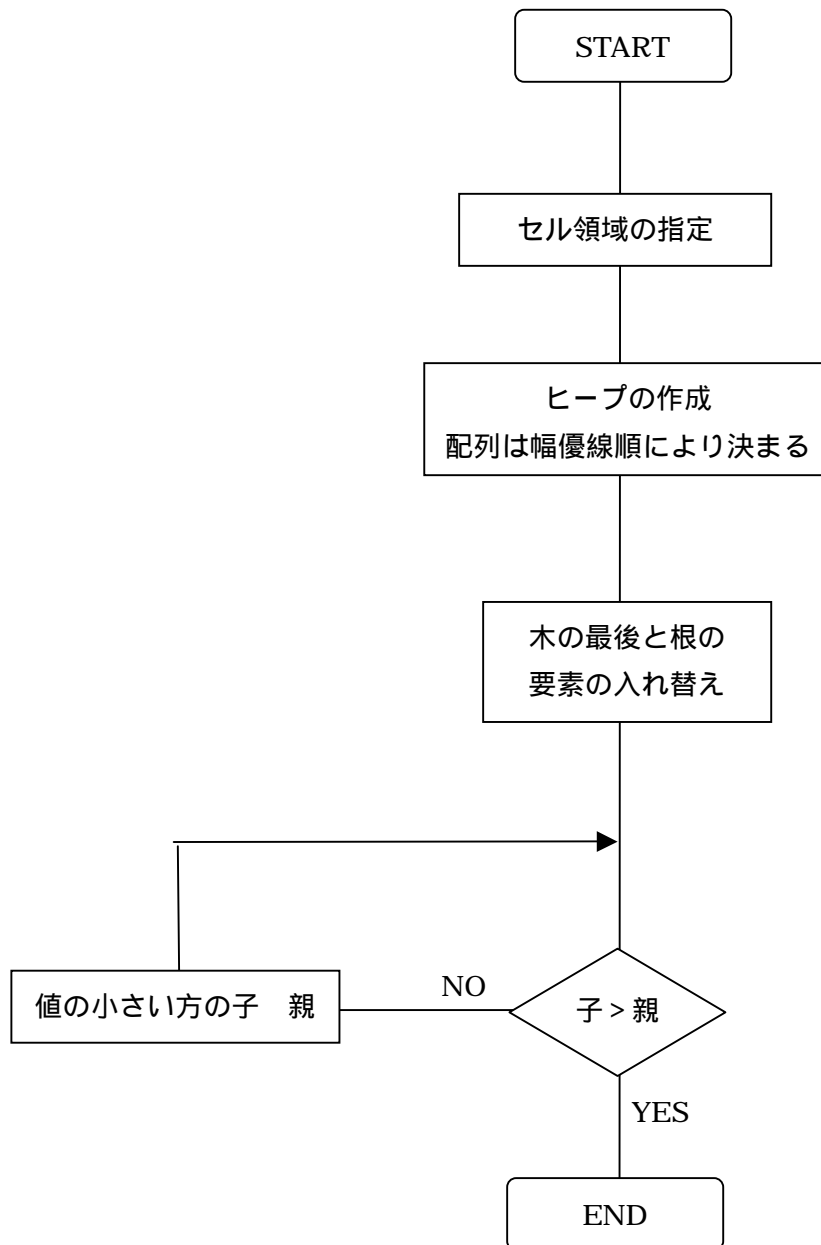 START
セル領域の指定
ヒープの作成
配列は幅優線順により決まる
木の最後と根の
要素の入れ替え
値の小さい方の子　親
NO
子>親
YES
END